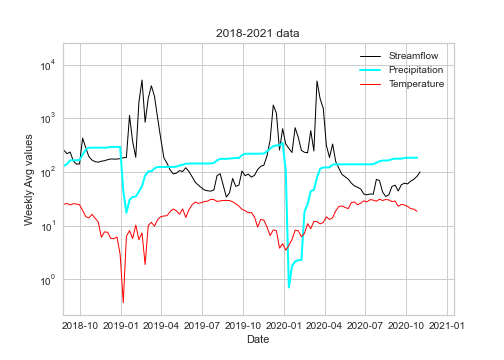 2018-2021 data
Streamflow
Precipitation
Temperature
10^4
10^3
10^2
10^1
10^0
Weekly Avg values
2018-10 2019-01 2019-04 2019-07 2019-10 2020-01 2020-04 2020-07 2020-10 2021-01
Date